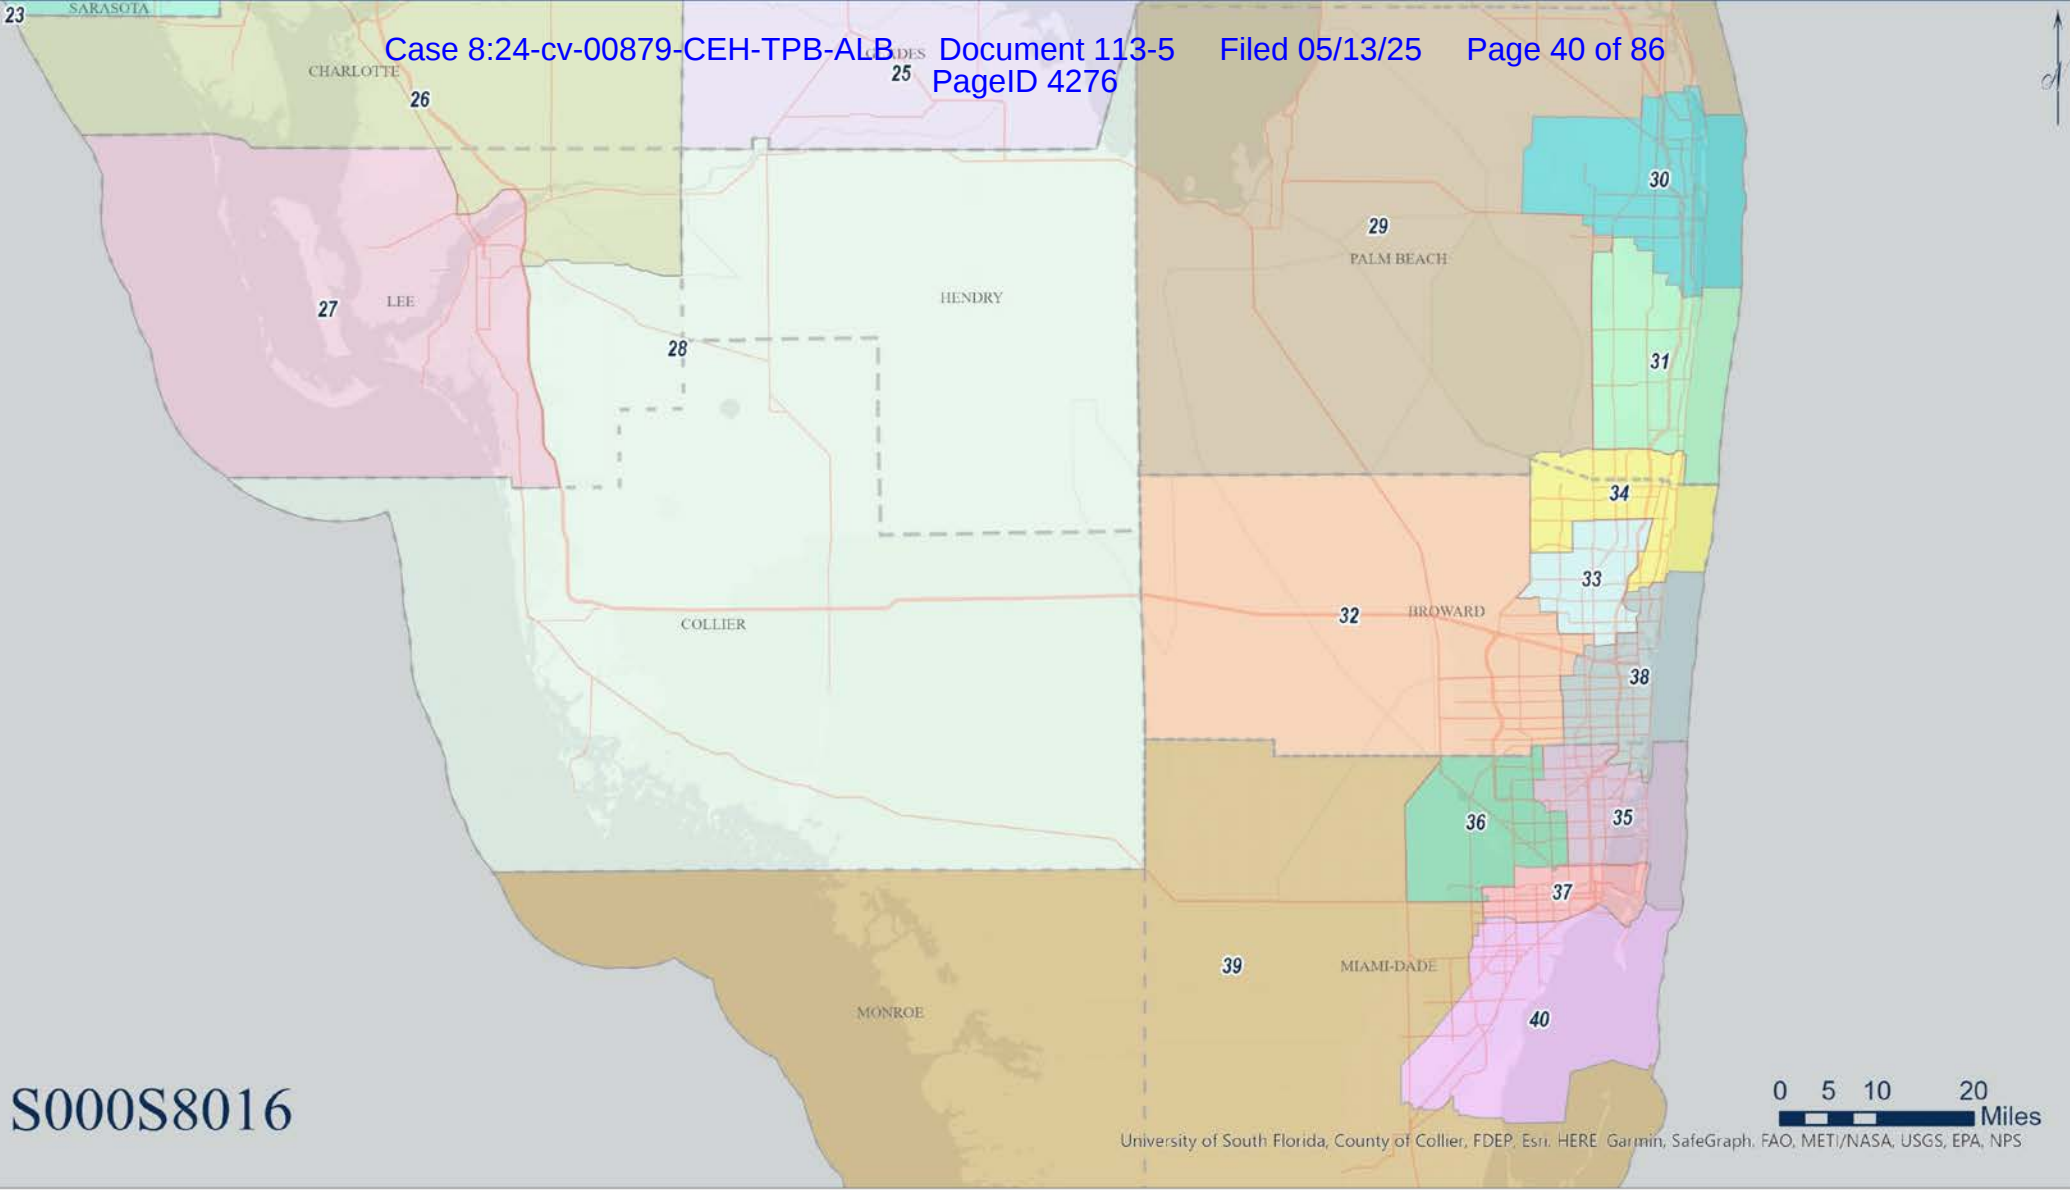 23
SARASOTA
Case 8:24-cv-00879-CEH-TPB-ALB Document 113-5 Filed 05/13/25 Page 40 of 86
PageID 4276
CHARLOTTE
26
25
30
29
PALM BEACH
27
LEE
HENDRY
28
31
34
33
32
BROWARD
COLLIER
38
36
35
37
39
MIAMI-DADE
40
MONROE
S000S8016
0 5 10 20
Miles
University of South Florida, County of Collier, FDEP, Esri, HERE, Garmin, SafeGraph, FAO, METI/NASA, USGS, EPA, NPS